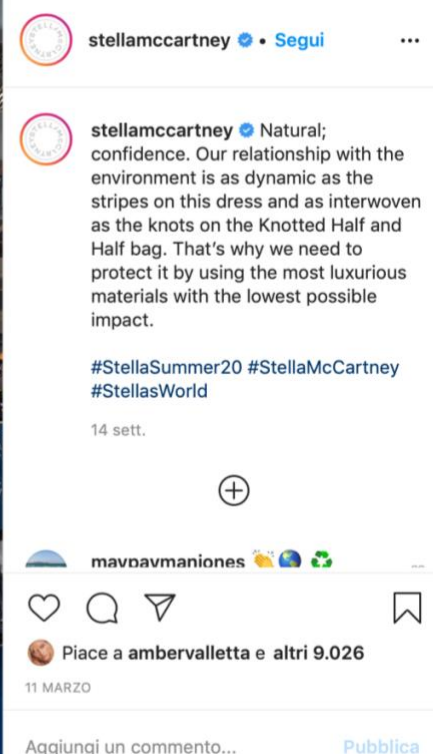 stellamccartney • Segui
stellamccartney Natural;
confidence. Our relationship with the
environment is as dynamic as the
stripes on this dress and as interwoven
as the knots on the Knotted Half and
Half bag. That's why we need to
protect it by using the most luxurious
materials with the lowest possible
impact.
#StellaSummer20 #StellaMcCartney
#StellasWorld
14 sett.
maypaymaniones 👏🌎♻️
Piace a ambervalletta e altri 9.026
11 MARZO
Aggiungi un commento... Pubblica